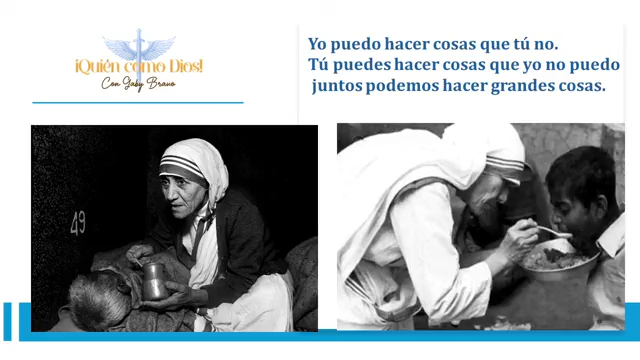 ¡Quién como Dios!
Con Gaby Bravo
Yo puedo hacer cosas que tú no.
Tú puedes hacer cosas que yo no puedo
juntos podemos hacer grandes cosas.
49